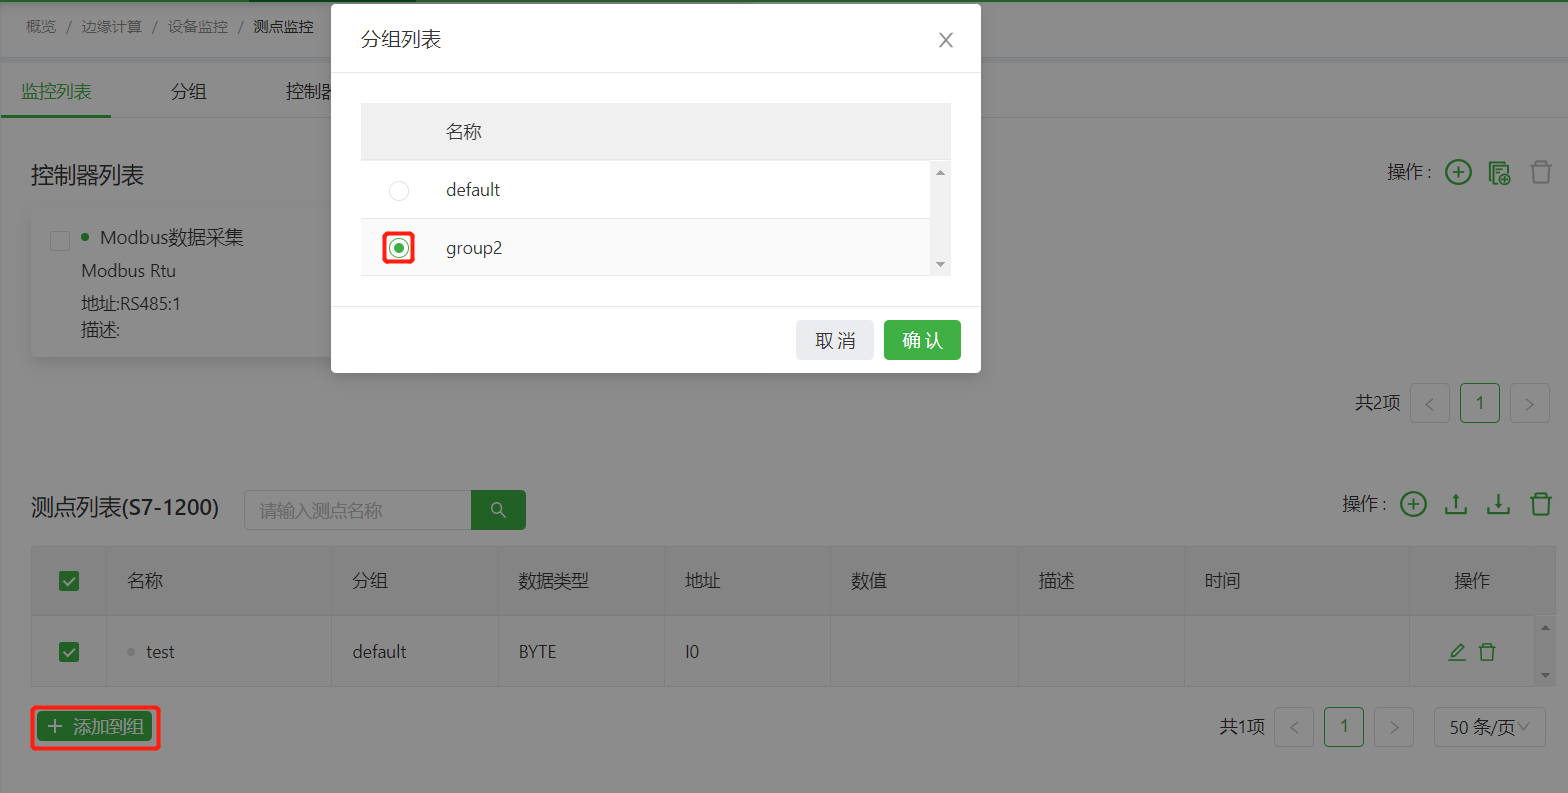 概览 / 边缘计算 / 设备监控 / 测点监控
监控列表
分组
控制器
分组列表
名称
default
group2
取 消
确 认
控制器列表
操作 :
Modbus数据采集
Modbus Rtu
地址:RS485:1
描述:
共2项 < 1 >
测点列表(S7-1200)
请输入测点名称
操作 :
名称 分组 数据类型 地址 数值 描述 时间 操作
test default BYTE I0
添加到组
共1项 < 1 > 50 条/页